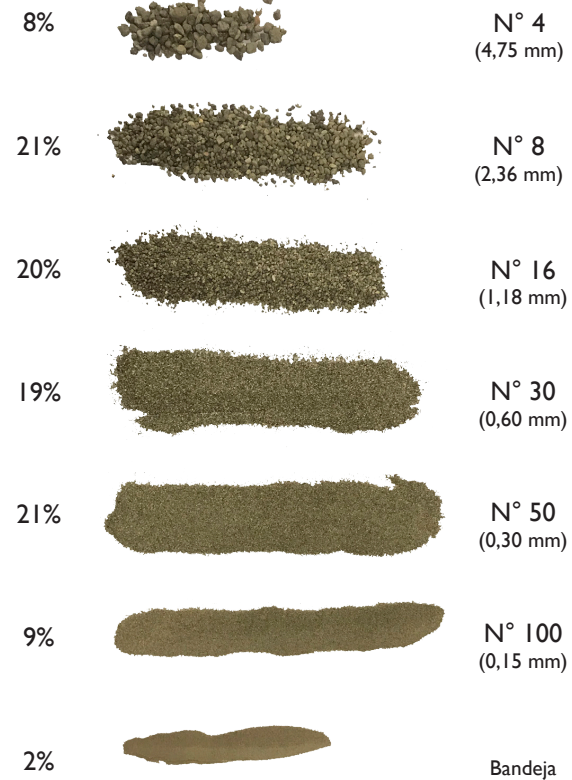 8%
N° 4
(4,75 mm)
21%
N° 8
(2,36 mm)
20%
N° 16
(1,18 mm)
19%
N° 30
(0,60 mm)
21%
N° 50
(0,30 mm)
9%
N° 100
(0,15 mm)
2%
Bandeja